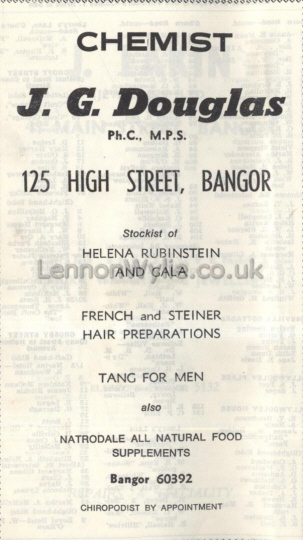 CHEMIST
J. G. Douglas
Ph.C., M.P.S.
125 HIGH STREET, BANGOR
Stockist of
HELENA RUBINSTEIN
AND GALA
LennonWylie.co.uk
FRENCH and STEINER
HAIR PREPARATIONS
TANG FOR MEN
also
NATRODALE ALL NATURAL FOOD
SUPPLEMENTS
Bangor 60392
CHIROPODIST BY APPOINTMENT